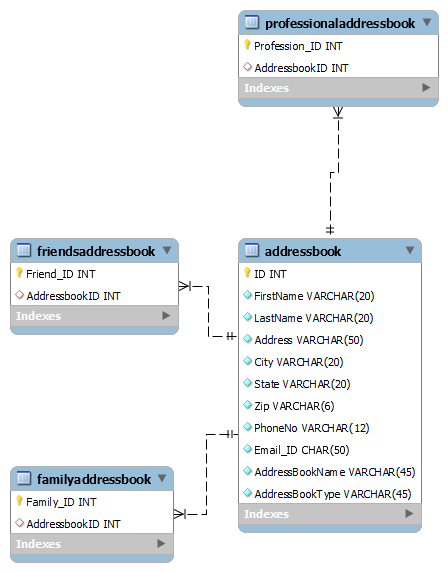 professionaladdressbook
Profession_ID INT
AddressbookID INT
Indexes
friendsaddressbook
Friend_ID INT
AddressbookID INT
Indexes
addressbook
ID INT
FirstName VARCHAR(20)
LastName VARCHAR(20)
Address VARCHAR(50)
City VARCHAR(20)
State VARCHAR(20)
Zip VARCHAR(6)
PhoneNo VARCHAR(12)
Email_ID CHAR(50)
AddressBookName VARCHAR(45)
AddressBookType VARCHAR(45)
Indexes
familyaddressbook
Family_ID INT
AddressbookID INT
Indexes